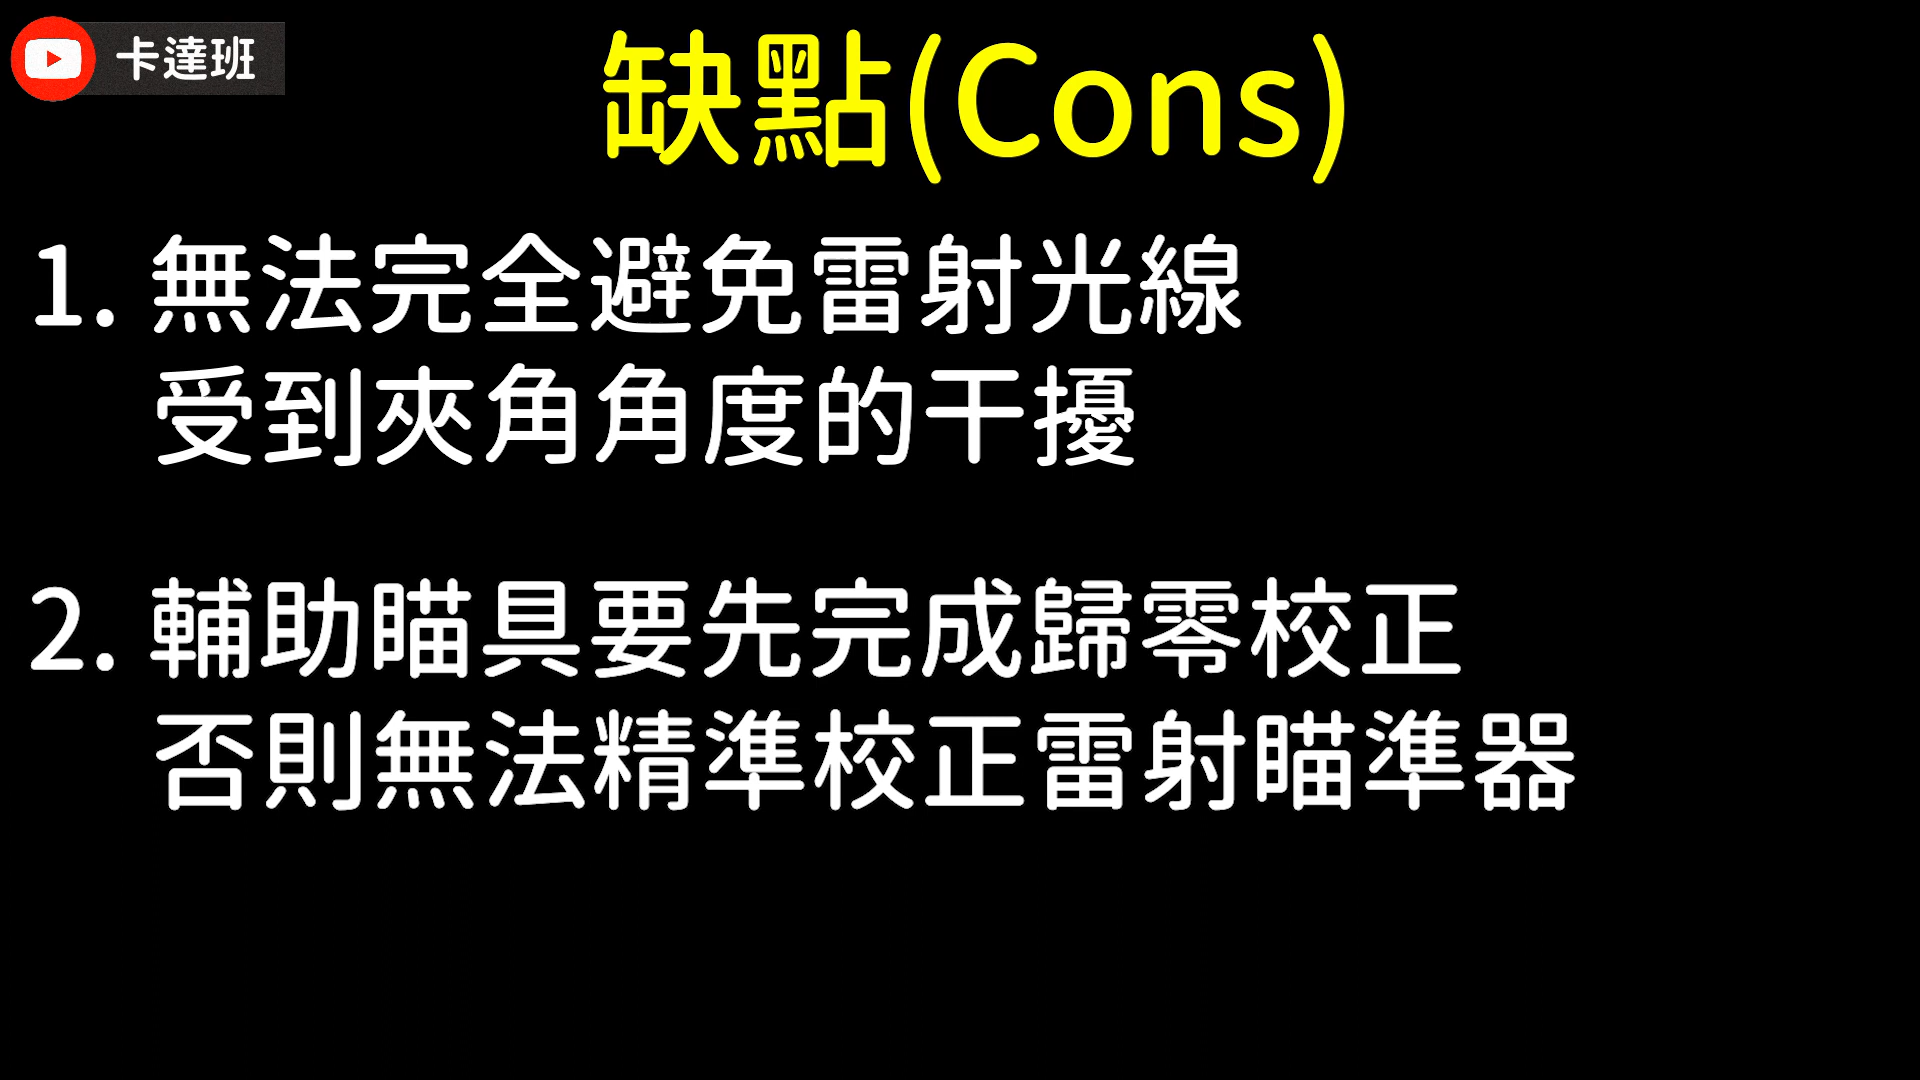 卡達班
缺點(Cons)
1. 無法完全避免雷射光線
受到夾角角度的干擾
2. 輔助瞄具要先完成歸零校正
否則無法精準校正雷射瞄準器